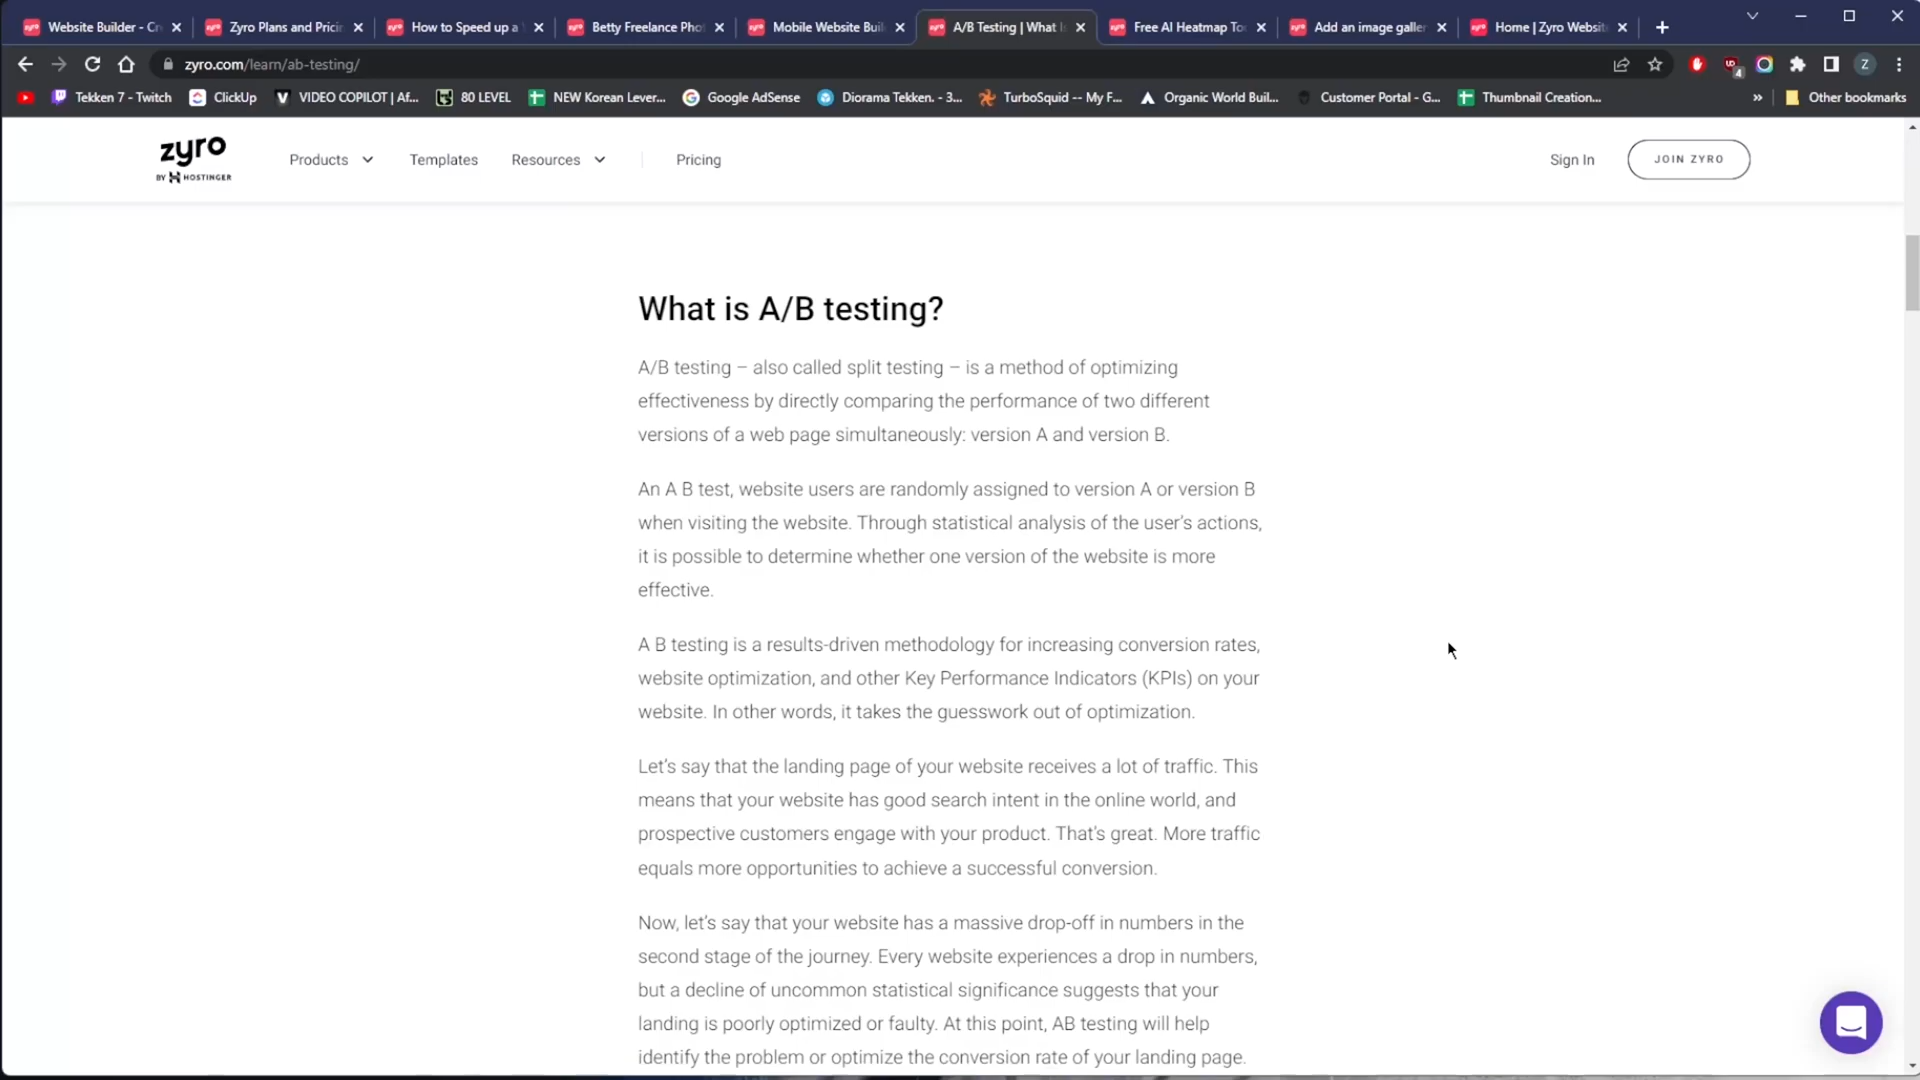 Website Builder - Cr
Zyro Plans and Pricin
How to Speed up a
Betty Freelance Pho
Mobile Website Buil
A/B Testing | What
Free AI Heatmap To
Add an image galle
Home | Zyro Websit
zyro.com/learn/ab-testing/
4
Z
Tekken 7 - Twitch
ClickUp
VIDEO COPILOT | Af...
80 LEVEL
NEW Korean Lever...
Google AdSense
Diorama Tekken. - 3...
TurboSquid -- My F...
Organic World Buil...
Customer Portal - G...
Thumbnail Creation...
»
Other bookmarks
zyro
BY HOSTINGER
Products
Templates
Resources
Pricing
Sign In
JOIN ZYRO
What is A/B testing?
A/B testing – also called split testing – is a method of optimizing
effectiveness by directly comparing the performance of two different
versions of a web page simultaneously: version A and version B.
An A B test, website users are randomly assigned to version A or version B
when visiting the website. Through statistical analysis of the user's actions,
it is possible to determine whether one version of the website is more
effective.
A B testing is a results-driven methodology for increasing conversion rates,
website optimization, and other Key Performance Indicators (KPIs) on your
website. In other words, it takes the guesswork out of optimization.
Let's say that the landing page of your website receives a lot of traffic. This
means that your website has good search intent in the online world, and
prospective customers engage with your product. That's great. More traffic
equals more opportunities to achieve a successful conversion.
Now, let's say that your website has a massive drop-off in numbers in the
second stage of the journey. Every website experiences a drop in numbers,
but a decline of uncommon statistical significance suggests that your
landing is poorly optimized or faulty. At this point, AB testing will help
identify the problem or optimize the conversion rate of your landing page.